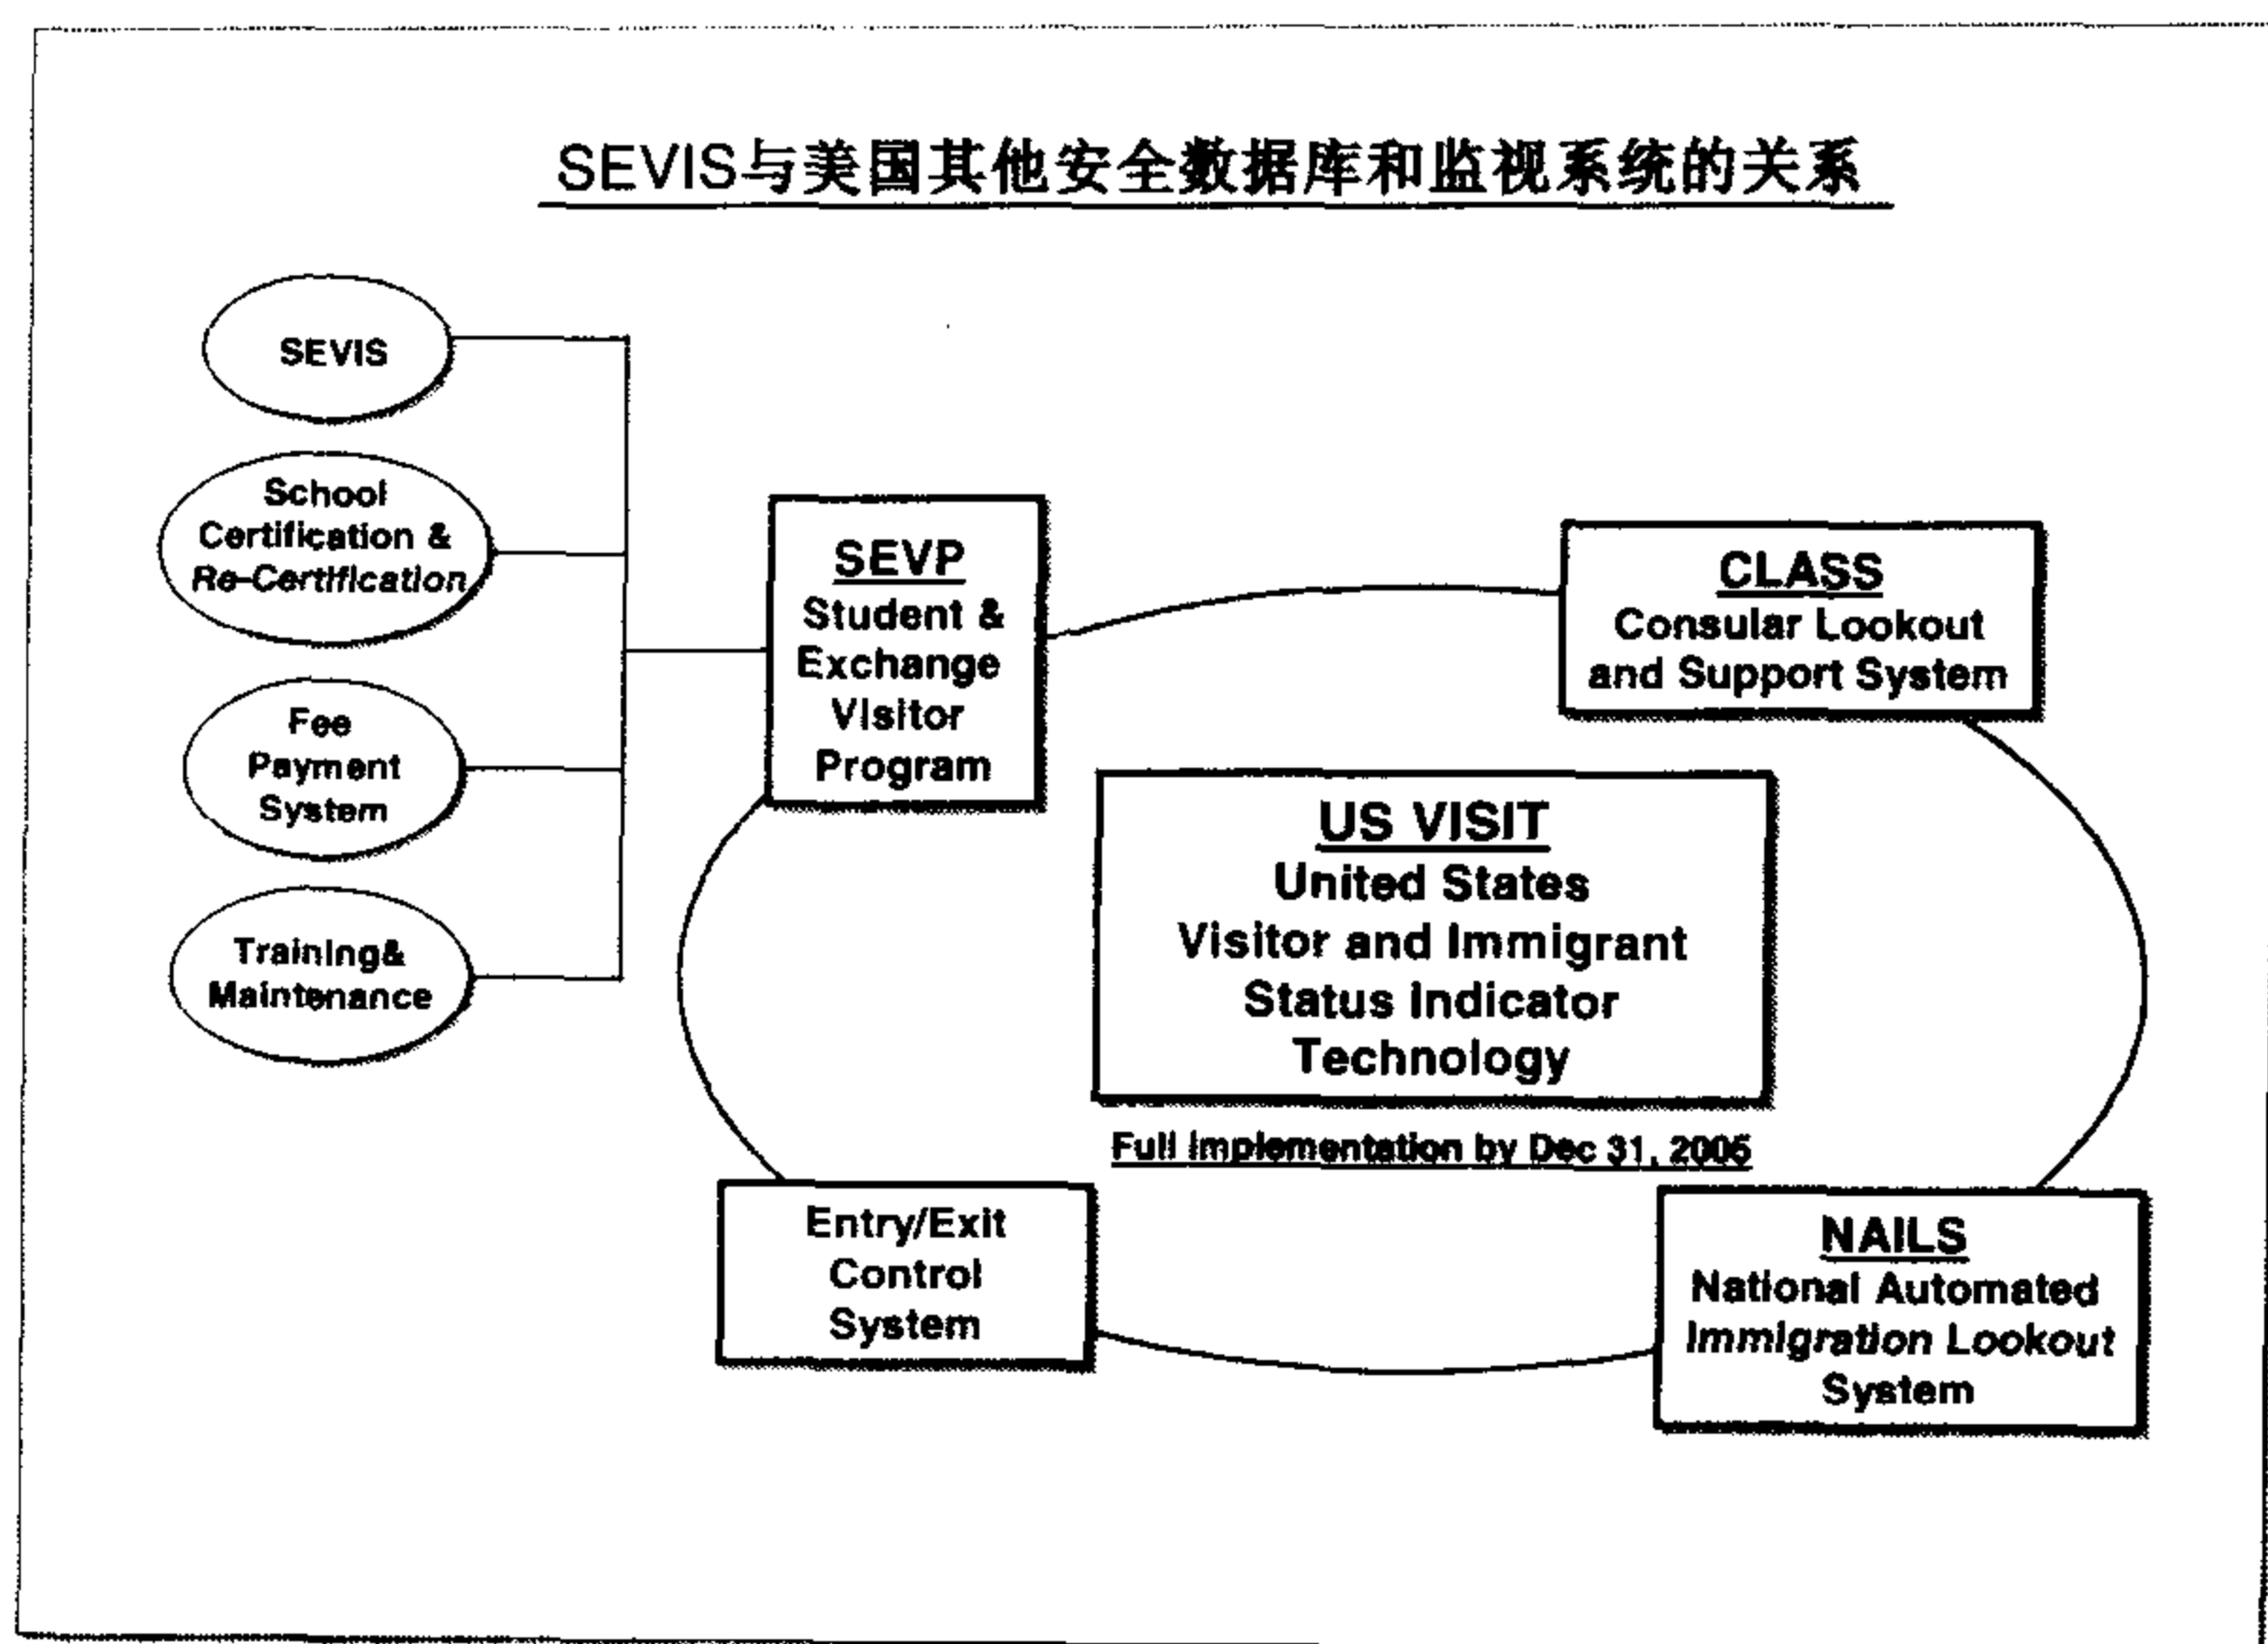 SEVIS与美国其他安全数据库和监视系统的关系
SEVIS
School
Certification &
Re-Certification
Fee
Payment
System
Training&
Maintenance
SEVP
Student &
Exchange
Visitor
Program
CLASS
Consular Lookout
and Support System
US VISIT
United States
Visitor and Immigrant
Status Indicator
Technology
Full Implementation by Dec 31, 2005
Entry/Exit
Control
System
NAILS
National Automated
Immigration Lookout
System